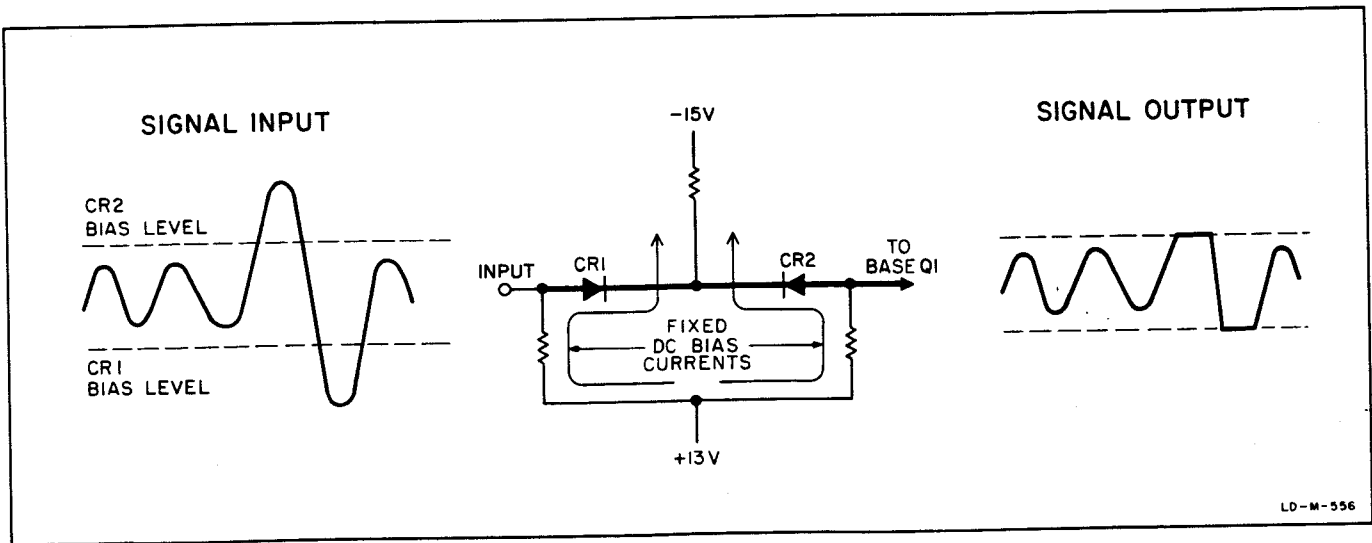 SIGNAL INPUT
CR2
BIAS LEVEL
CR1
BIAS LEVEL
-15V
INPUT
CR1
CR2
TO
BASE Q1
FIXED
DC BIAS
CURRENTS
+13V
SIGNAL OUTPUT
LD-M-556